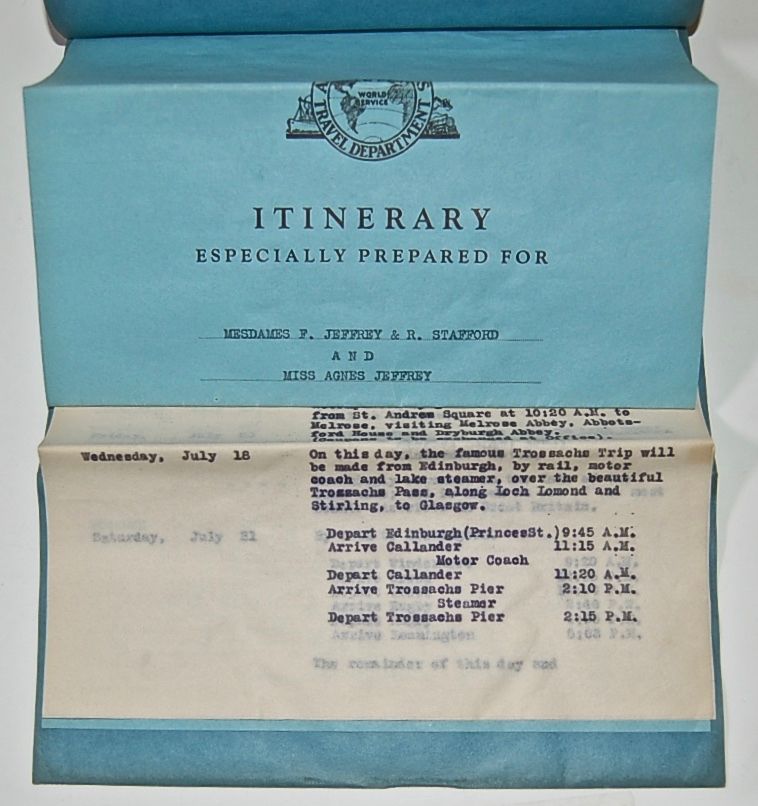 WORLD
SERVICE
TRAVEL DEPARTMENT
ITINERARY
ESPECIALLY PREPARED FOR
MESDAMES F. JEFFREY & R. STAFFORD
AND
MISS AGNES JEFFREY
from St. Andrew Square at 10:20 A.M. to
Melrose, visiting Melrose Abbey, Abbots-
ford House and Dryburgh Abbey.
Wednesday, July 18 On this day, the famous Trossachs Trip will
be made from Edinburgh, by rail, motor
coach and lake steamer, over the beautiful
Trossachs Pass, along Loch Lomond and
Stirling, to Glasgow.
Saturday, July 21
Depart Edinburgh(PrincesSt.)9:45 A.M.
Arrive Callander 11:15 A.M.
Motor Coach
Depart Callander 11:20 A.M.
Arrive Trossachs Pier 2:10 P.M.
Steamer
Depart Trossachs Pier 2:15 P.M.
The remainder of this day and